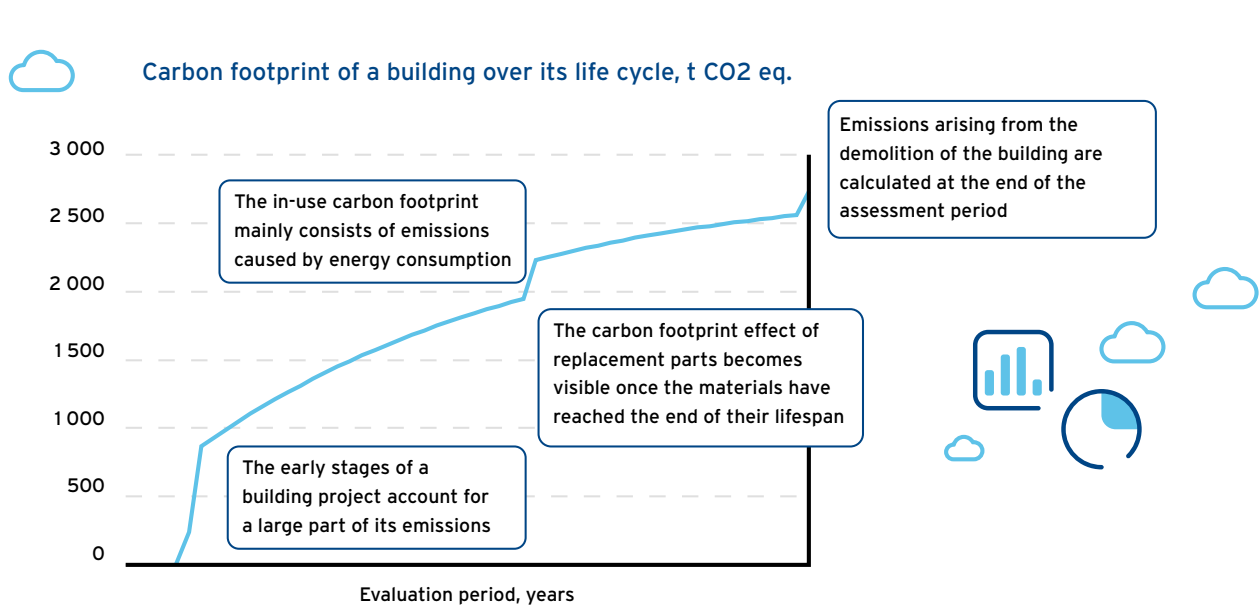 Carbon footprint of a building over its life cycle, t CO2 eq.
Emissions arising from the
demolition of the building are
calculated at the end of the
assessment period
3 000
The in-use carbon footprint
mainly consists of emissions
caused by energy consumption
2 500
2 000
The carbon footprint effect of
replacement parts becomes
visible once the materials have
reached the end of their lifespan
1 500
1 000
The early stages of a
building project account for
a large part of its emissions
500
0
Evaluation period, years